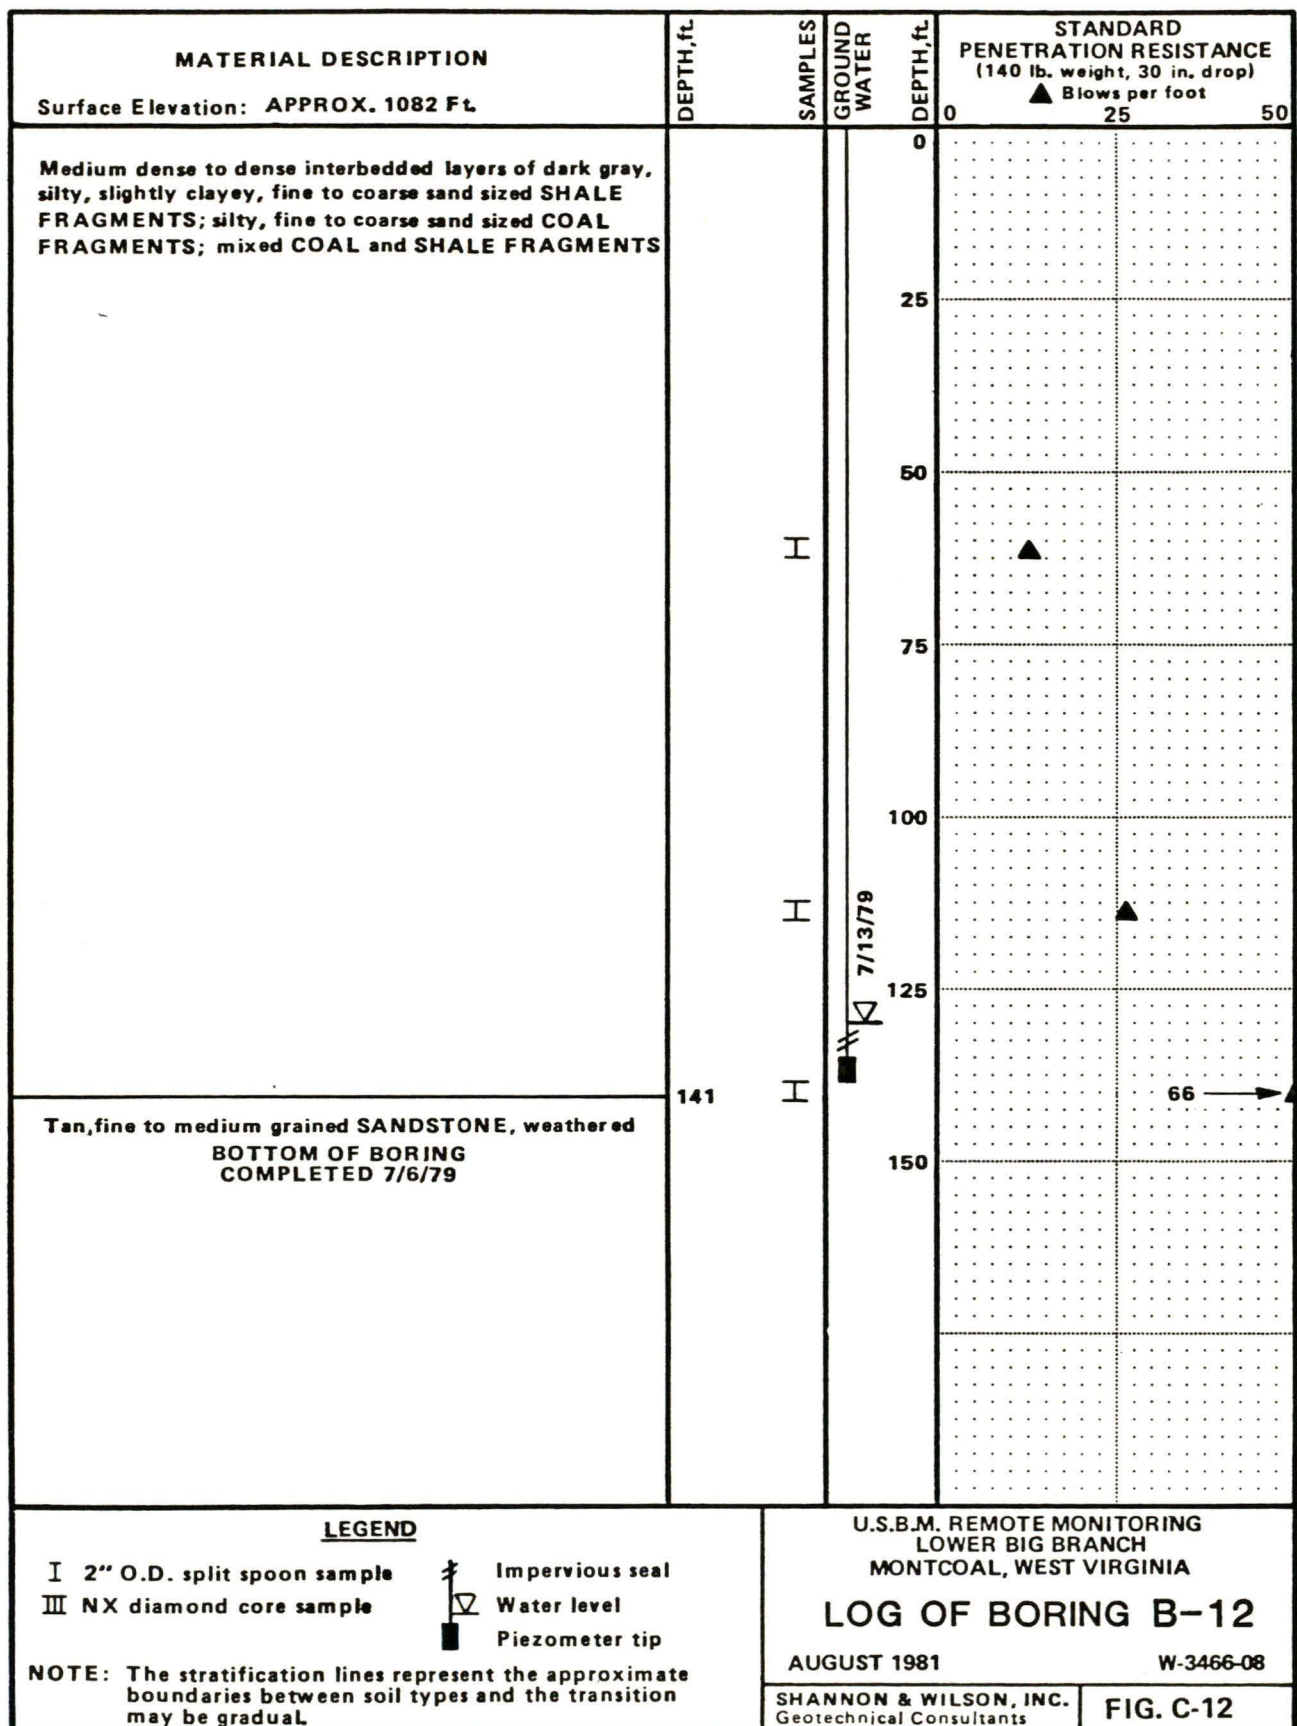 MATERIAL DESCRIPTION
Surface Elevation: APPROX. 1082 Ft.
DEPTH,ft.
SAMPLES
GROUND
WATER
DEPTH,ft.
STANDARD
PENETRATION RESISTANCE
(140 lb. weight, 30 in. drop)
▲ Blows per foot
0 25 50
Medium dense to dense interbedded layers of dark gray,
silty, slightly clayey, fine to coarse sand sized SHALE
FRAGMENTS; silty, fine to coarse sand sized COAL
FRAGMENTS; mixed COAL and SHALE FRAGMENTS
0
25
50
75
100
7/13/79
125
141
66
Tan, fine to medium grained SANDSTONE, weathered
BOTTOM OF BORING
COMPLETED 7/6/79
150
LEGEND
2" O.D. split spoon sample
NX diamond core sample
Impervious seal
Water level
Piezometer tip
NOTE: The stratification lines represent the approximate
boundaries between soil types and the transition
may be gradual.
U.S.B.M. REMOTE MONITORING
LOWER BIG BRANCH
MONTCOAL, WEST VIRGINIA
LOG OF BORING B-12
AUGUST 1981 W-3466-08
SHANNON & WILSON, INC.
Geotechnical Consultants
FIG. C-12